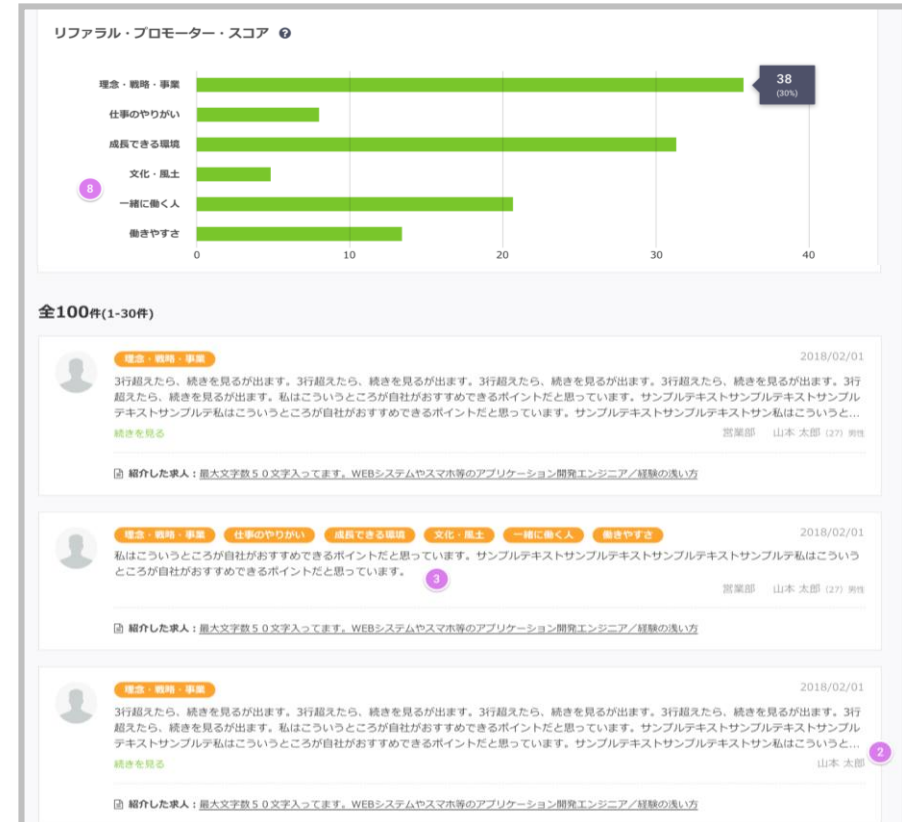 リファラル・プロモーター・スコア ?
理念・戦略・事業
38
(30%)
仕事のやりがい
成長できる環境
文化・風土
8
一緒に働く人
働きやすさ
0 10 20 30 40
全100件(1-30件)
理念・戦略・事業 2018/02/01
3行超えたら、続きを見るが出ます。3行超えたら、続きを見るが出ます。3行超えたら、続きを見るが出ます。3行超えたら、続きを見るが出ます。3行
超えたら、続きを見るが出ます。私はこういうところが自社がおすすめできるポイントだと思っています。サンプルテキストサンプルテキストサンプル
テキストサンプルテ私はこういうところが自社がおすすめできるポイントだと思っています。サンプルテキストサンプルテキストサン私はこういうと...
続きを見る 営業部 山本 太郎 (27) 男性
紹介した求人：最大文字数５０文字入ってます。WEBシステムやスマホ等のアプリケーション開発エンジニア／経験の浅い方
理念・戦略・事業 仕事のやりがい 成長できる環境 文化・風土 一緒に働く人 働きやすさ 2018/02/01
私はこういうところが自社がおすすめできるポイントだと思っています。サンプルテキストサンプルテキストサンプルテキストサンプルテ私はこういう
ところが自社がおすすめできるポイントだと思っています。
3
営業部 山本 太郎 (27) 男性
紹介した求人：最大文字数５０文字入ってます。WEBシステムやスマホ等のアプリケーション開発エンジニア／経験の浅い方
理念・戦略・事業 2018/02/01
3行超えたら、続きを見るが出ます。3行超えたら、続きを見るが出ます。3行超えたら、続きを見るが出ます。3行超えたら、続きを見るが出ます。3行
超えたら、続きを見るが出ます。私はこういうところが自社がおすすめできるポイントだと思っています。サンプルテキストサンプルテキストサンプル
テキストサンプルテ私はこういうところが自社がおすすめできるポイントだと思っています。サンプルテキストサンプルテキストサン私はこういうと...
2
続きを見る 山本 太郎
紹介した求人：最大文字数５０文字入ってます。WEBシステムやスマホ等のアプリケーション開発エンジニア／経験の浅い方